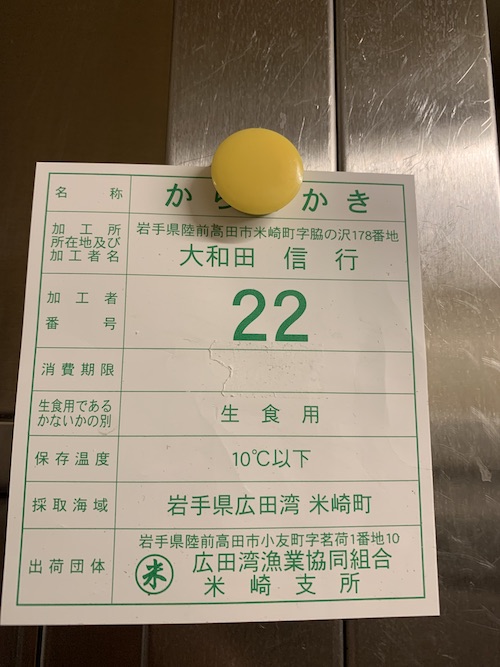 名称 から かき
加工所
所在地及び
加工者名
岩手県陸前高田市米崎町字脇の沢178番地
大和田 信行
加工者
番号
22
消費期限
生食用である
かないかの別
生食用
保存温度 10℃以下
採取海域 岩手県広田湾 米崎町
出荷団体
岩手県陸前高田市小友町字茗荷1番地10
米 広田湾漁業協同組合
米崎支所